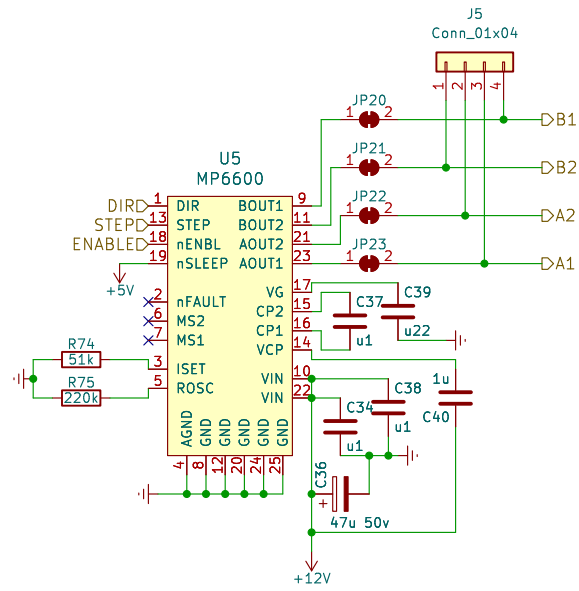 J5
Conn_01x04
1 2 3 4
JP20
1 2 B1
JP21
1 2 B2
JP22
1 2 A2
JP23
1 2 A1
U5
MP6600
DIR 1 DIR BOUT1 9
STEP 13 STEP BOUT2 11
ENABLE 18 nENBL AOUT2 21
19 nSLEEP AOUT1 23
+5V
VG 17
2 nFAULT CP2 15
6 MS2 CP1 16
7 MS1 VCP 14
C37
u1
C39
u22
R74
51k
3 ISET
R75
220k
5 ROSC
VIN 10
VIN 22
C38
u1
C34
u1
1u
C40
AGND GND GND GND GND GND
4 8 12 20 24 25
C36
+
47u 50v
+12V